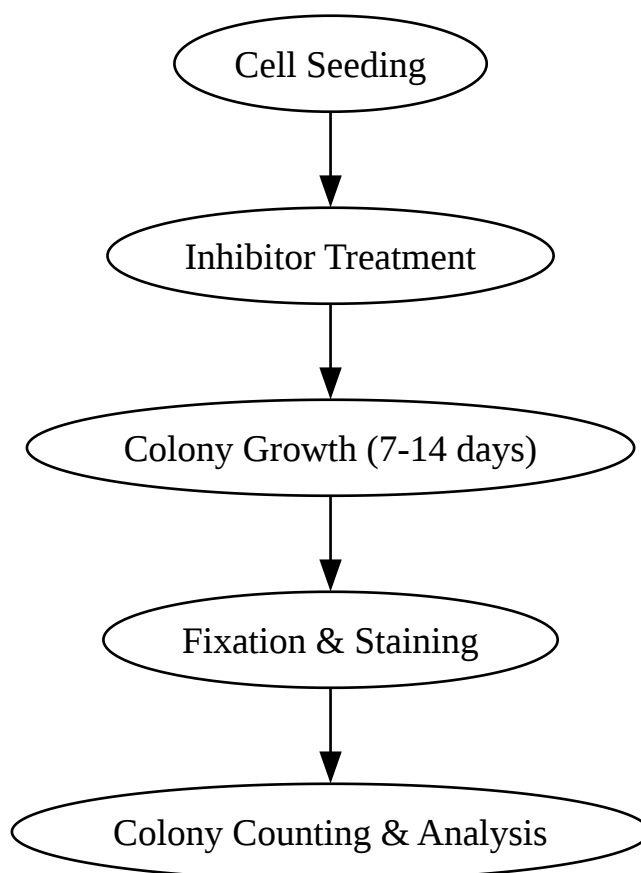 Cell Seeding
Inhibitor Treatment
Colony Growth (7-14 days)
Fixation & Staining
Colony Counting & Analysis